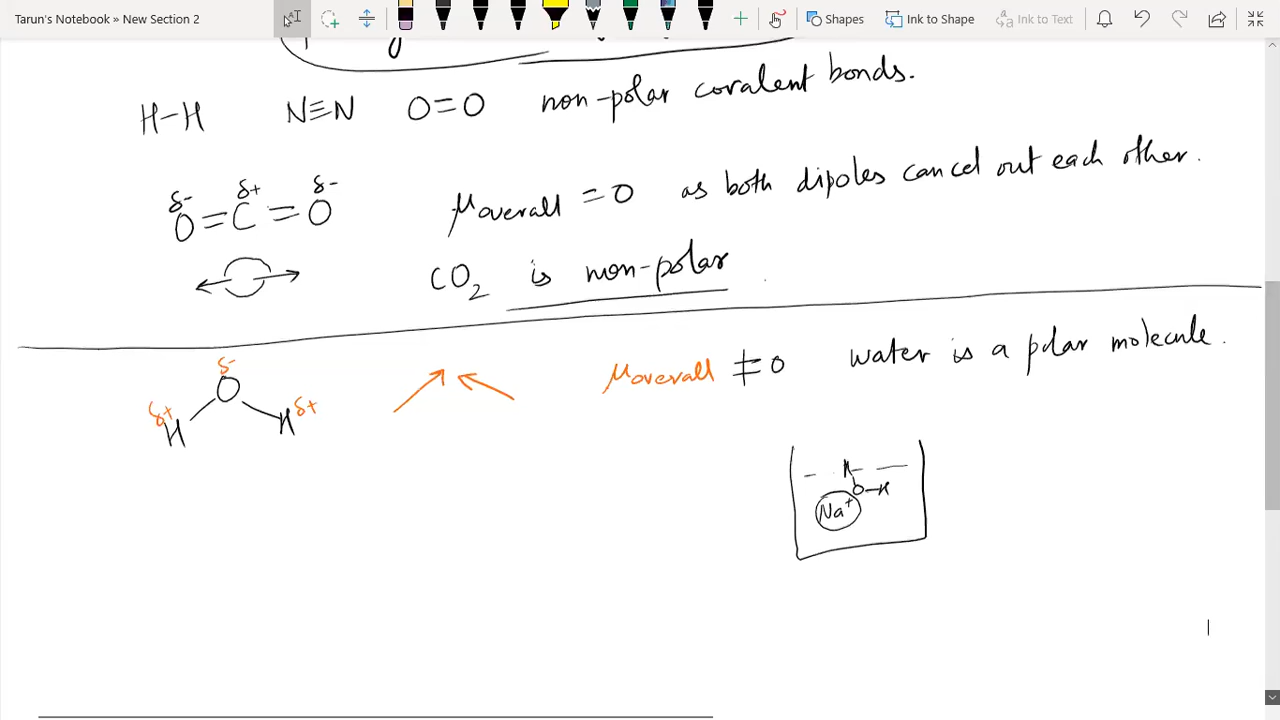 Tarun's Notebook » New Section 2
Shapes Ink to Shape Ink to Text
H-H N≡N O=O non-polar covalent bonds.
δ- δ+ δ-
O=C=O μoverall =0 as both dipoles cancel out each other.
CO2 is non-polar
δ-
δ+ H O H δ+ μoverall ≠0 water is a polar molecule.
H
O-H
Na+